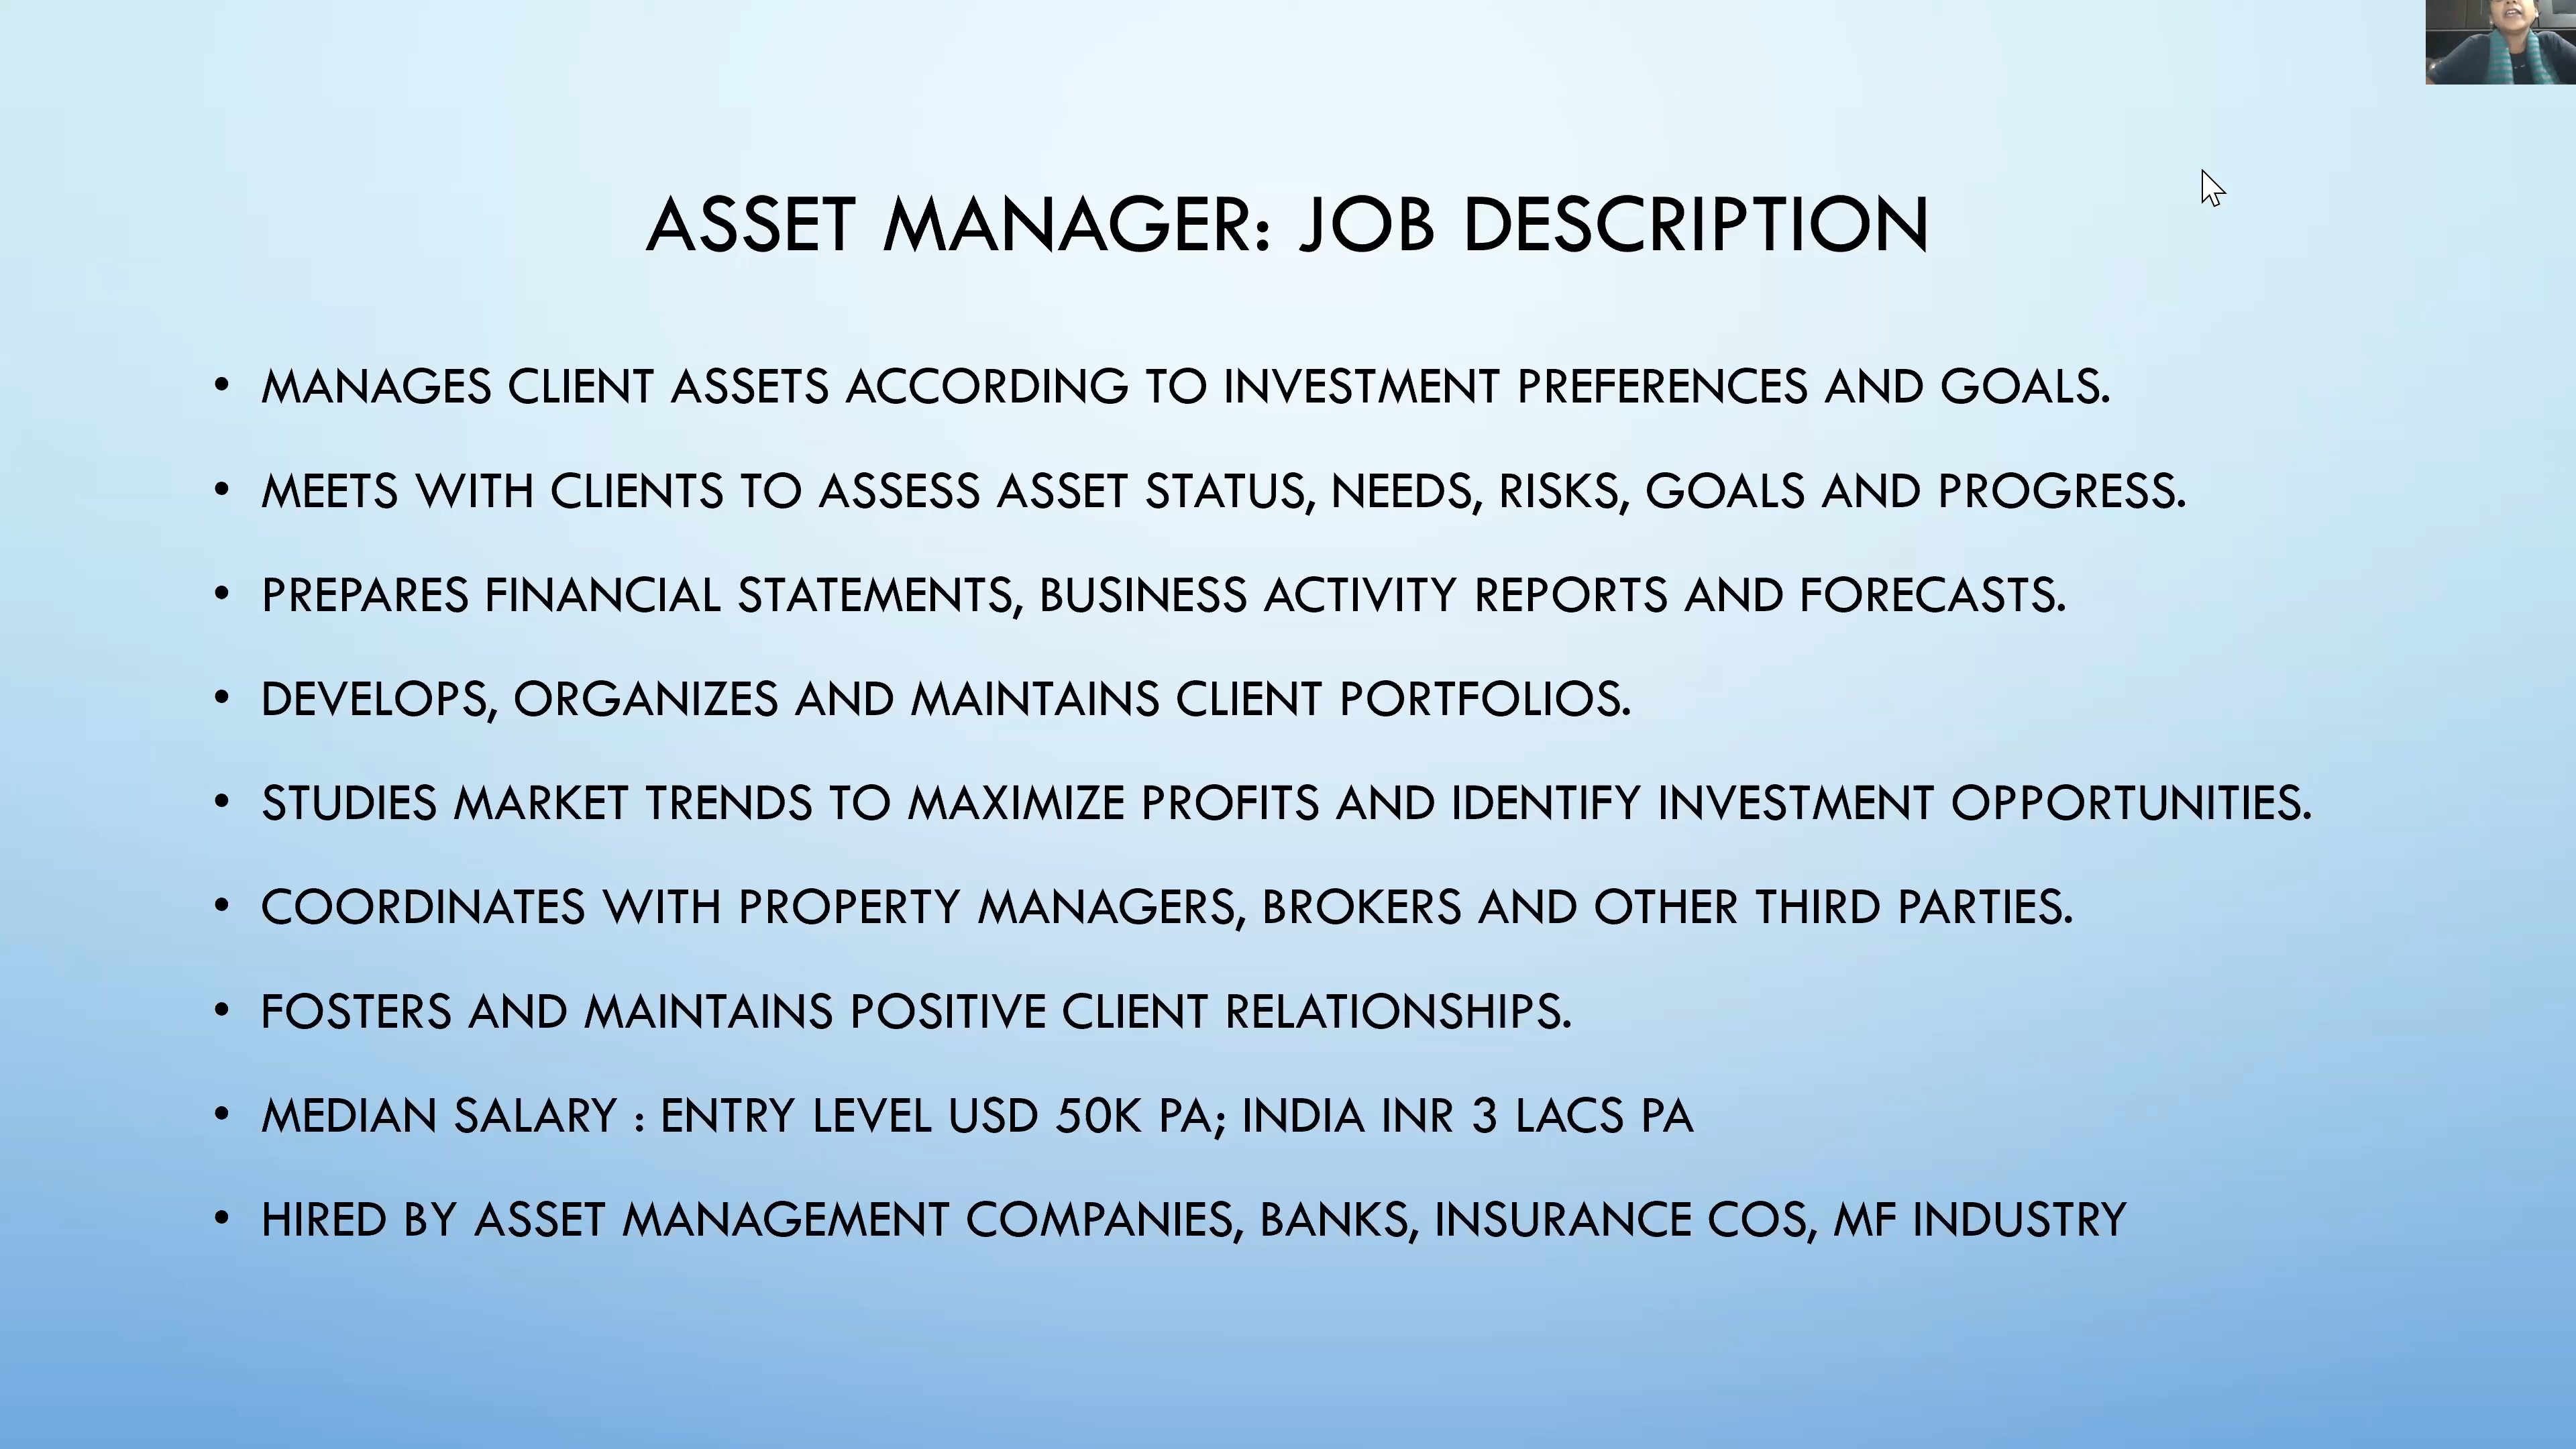 ASSET MANAGER: JOB DESCRIPTION
• MANAGES CLIENT ASSETS ACCORDING TO INVESTMENT PREFERENCES AND GOALS.
• MEETS WITH CLIENTS TO ASSESS ASSET STATUS, NEEDS, RISKS, GOALS AND PROGRESS.
• PREPARES FINANCIAL STATEMENTS, BUSINESS ACTIVITY REPORTS AND FORECASTS.
• DEVELOPS, ORGANIZES AND MAINTAINS CLIENT PORTFOLIOS.
• STUDIES MARKET TRENDS TO MAXIMIZE PROFITS AND IDENTIFY INVESTMENT OPPORTUNITIES.
• COORDINATES WITH PROPERTY MANAGERS, BROKERS AND OTHER THIRD PARTIES.
• FOSTERS AND MAINTAINS POSITIVE CLIENT RELATIONSHIPS.
• MEDIAN SALARY : ENTRY LEVEL USD 50K PA; INDIA INR 3 LACS PA
• HIRED BY ASSET MANAGEMENT COMPANIES, BANKS, INSURANCE COS, MF INDUSTRY